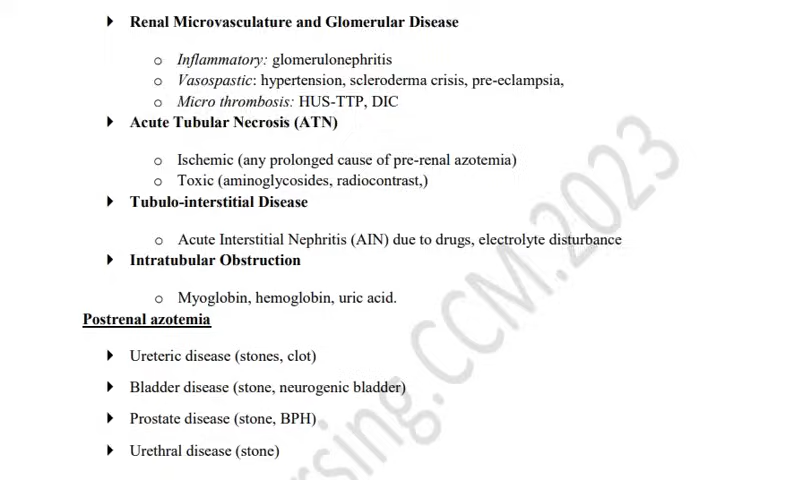 Renal Microvasculature and Glomerular Disease
Inflammatory: glomerulonephritis
Vasospastic: hypertension, scleroderma crisis, pre-eclampsia,
Micro thrombosis: HUS-TTP, DIC
Acute Tubular Necrosis (ATN)
Ischemic (any prolonged cause of pre-renal azotemia)
Toxic (aminoglycosides, radiocontrast,)
Tubulo-interstitial Disease
Acute Interstitial Nephritis (AIN) due to drugs, electrolyte disturbance
Intratubular Obstruction
Myoglobin, hemoglobin, uric acid.
Postrenal azotemia
Ureteric disease (stones, clot)
Bladder disease (stone, neurogenic bladder)
Prostate disease (stone, BPH)
Urethral disease (stone)
rsing.CCM.2023